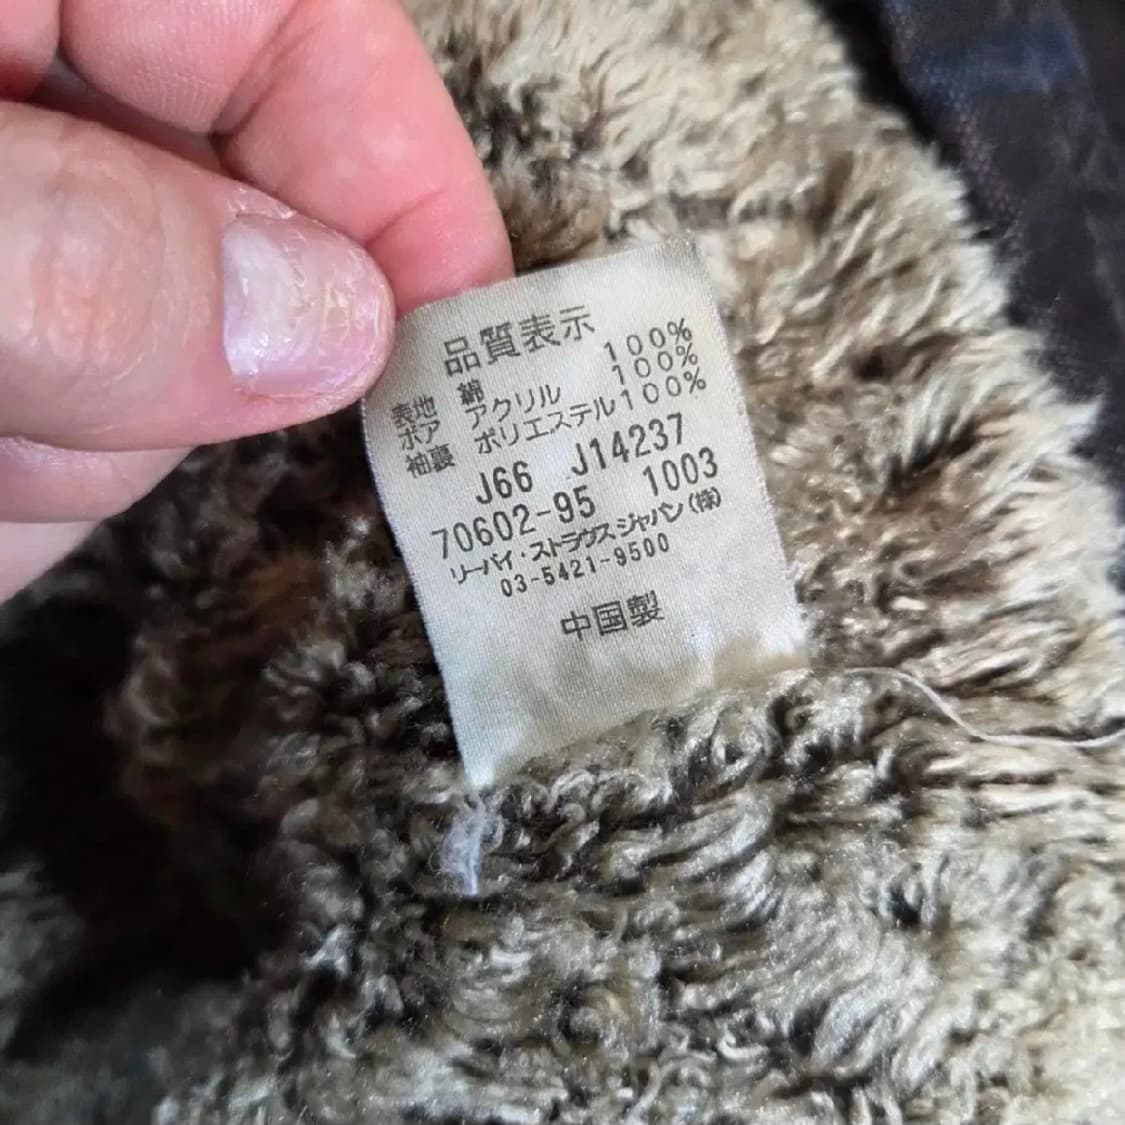 品質表示
表地 綿 100%
ボア アクリル 100%
袖裏 ポリエステル100%
J66 J14237
70602-95 1003
リーバイ・ストラウスジャパン(株)
03-5421-9500
中国製